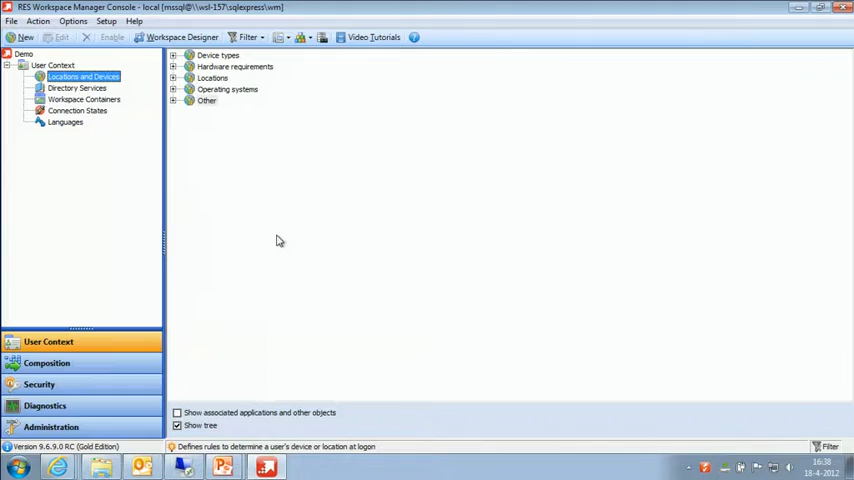 RES Workspace Manager Console - local [mssql@\\wsl-157\sqlexpress\wm]
File Action Options Setup Help
New Edit Enable Workspace Designer Filter Video Tutorials
Demo
User Context
Locations and Devices
Directory Services
Workspace Containers
Connection States
Languages
Device types
Hardware requirements
Locations
Operating systems
Other
User Context
Composition
Security
Diagnostics
Administration
Show associated applications and other objects
Show tree
Version 9.6.9.0 RC (Gold Edition) Defines rules to determine a user's device or location at logon Filter
16:38
18-4-2012